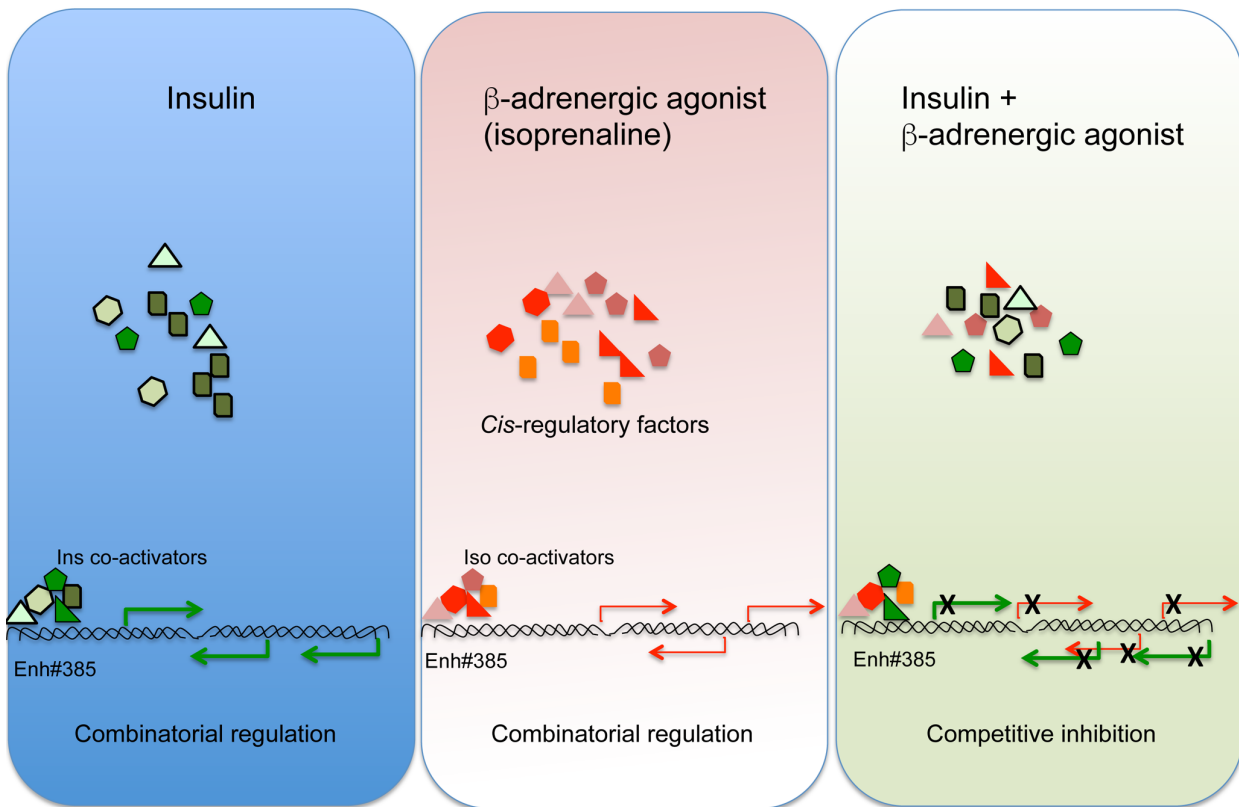 Insulin
Ins co-activators
Enh#385
Combinatorial regulation
β-adrenergic agonist
(isoprenaline)
Cis-regulatory factors
Iso co-activators
Enh#385
Combinatorial regulation
Insulin +
β-adrenergic agonist
X
X
X
X
X
X
Enh#385
Competitive inhibition